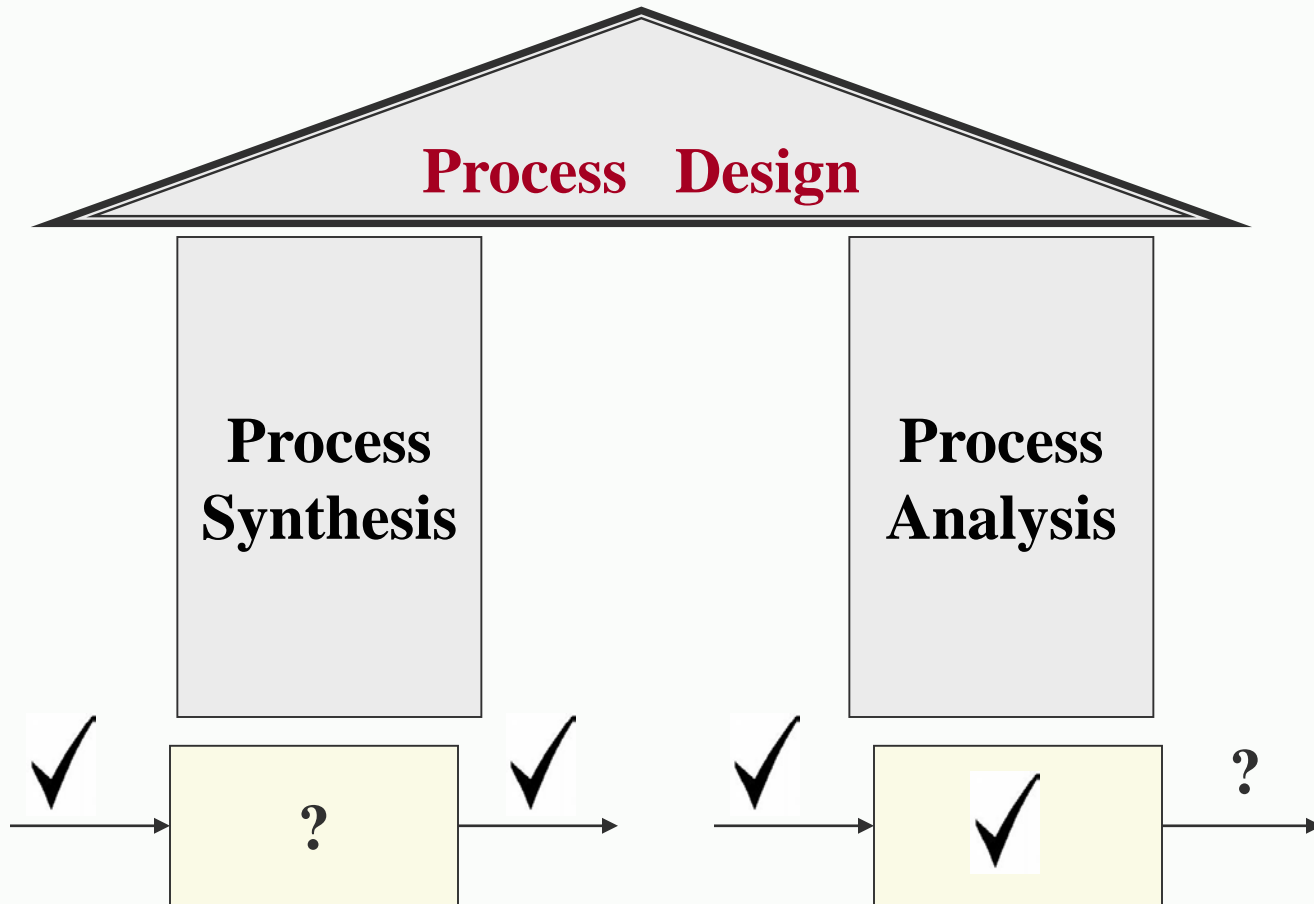 Process Design
Process
Synthesis
Process
Analysis
?
?